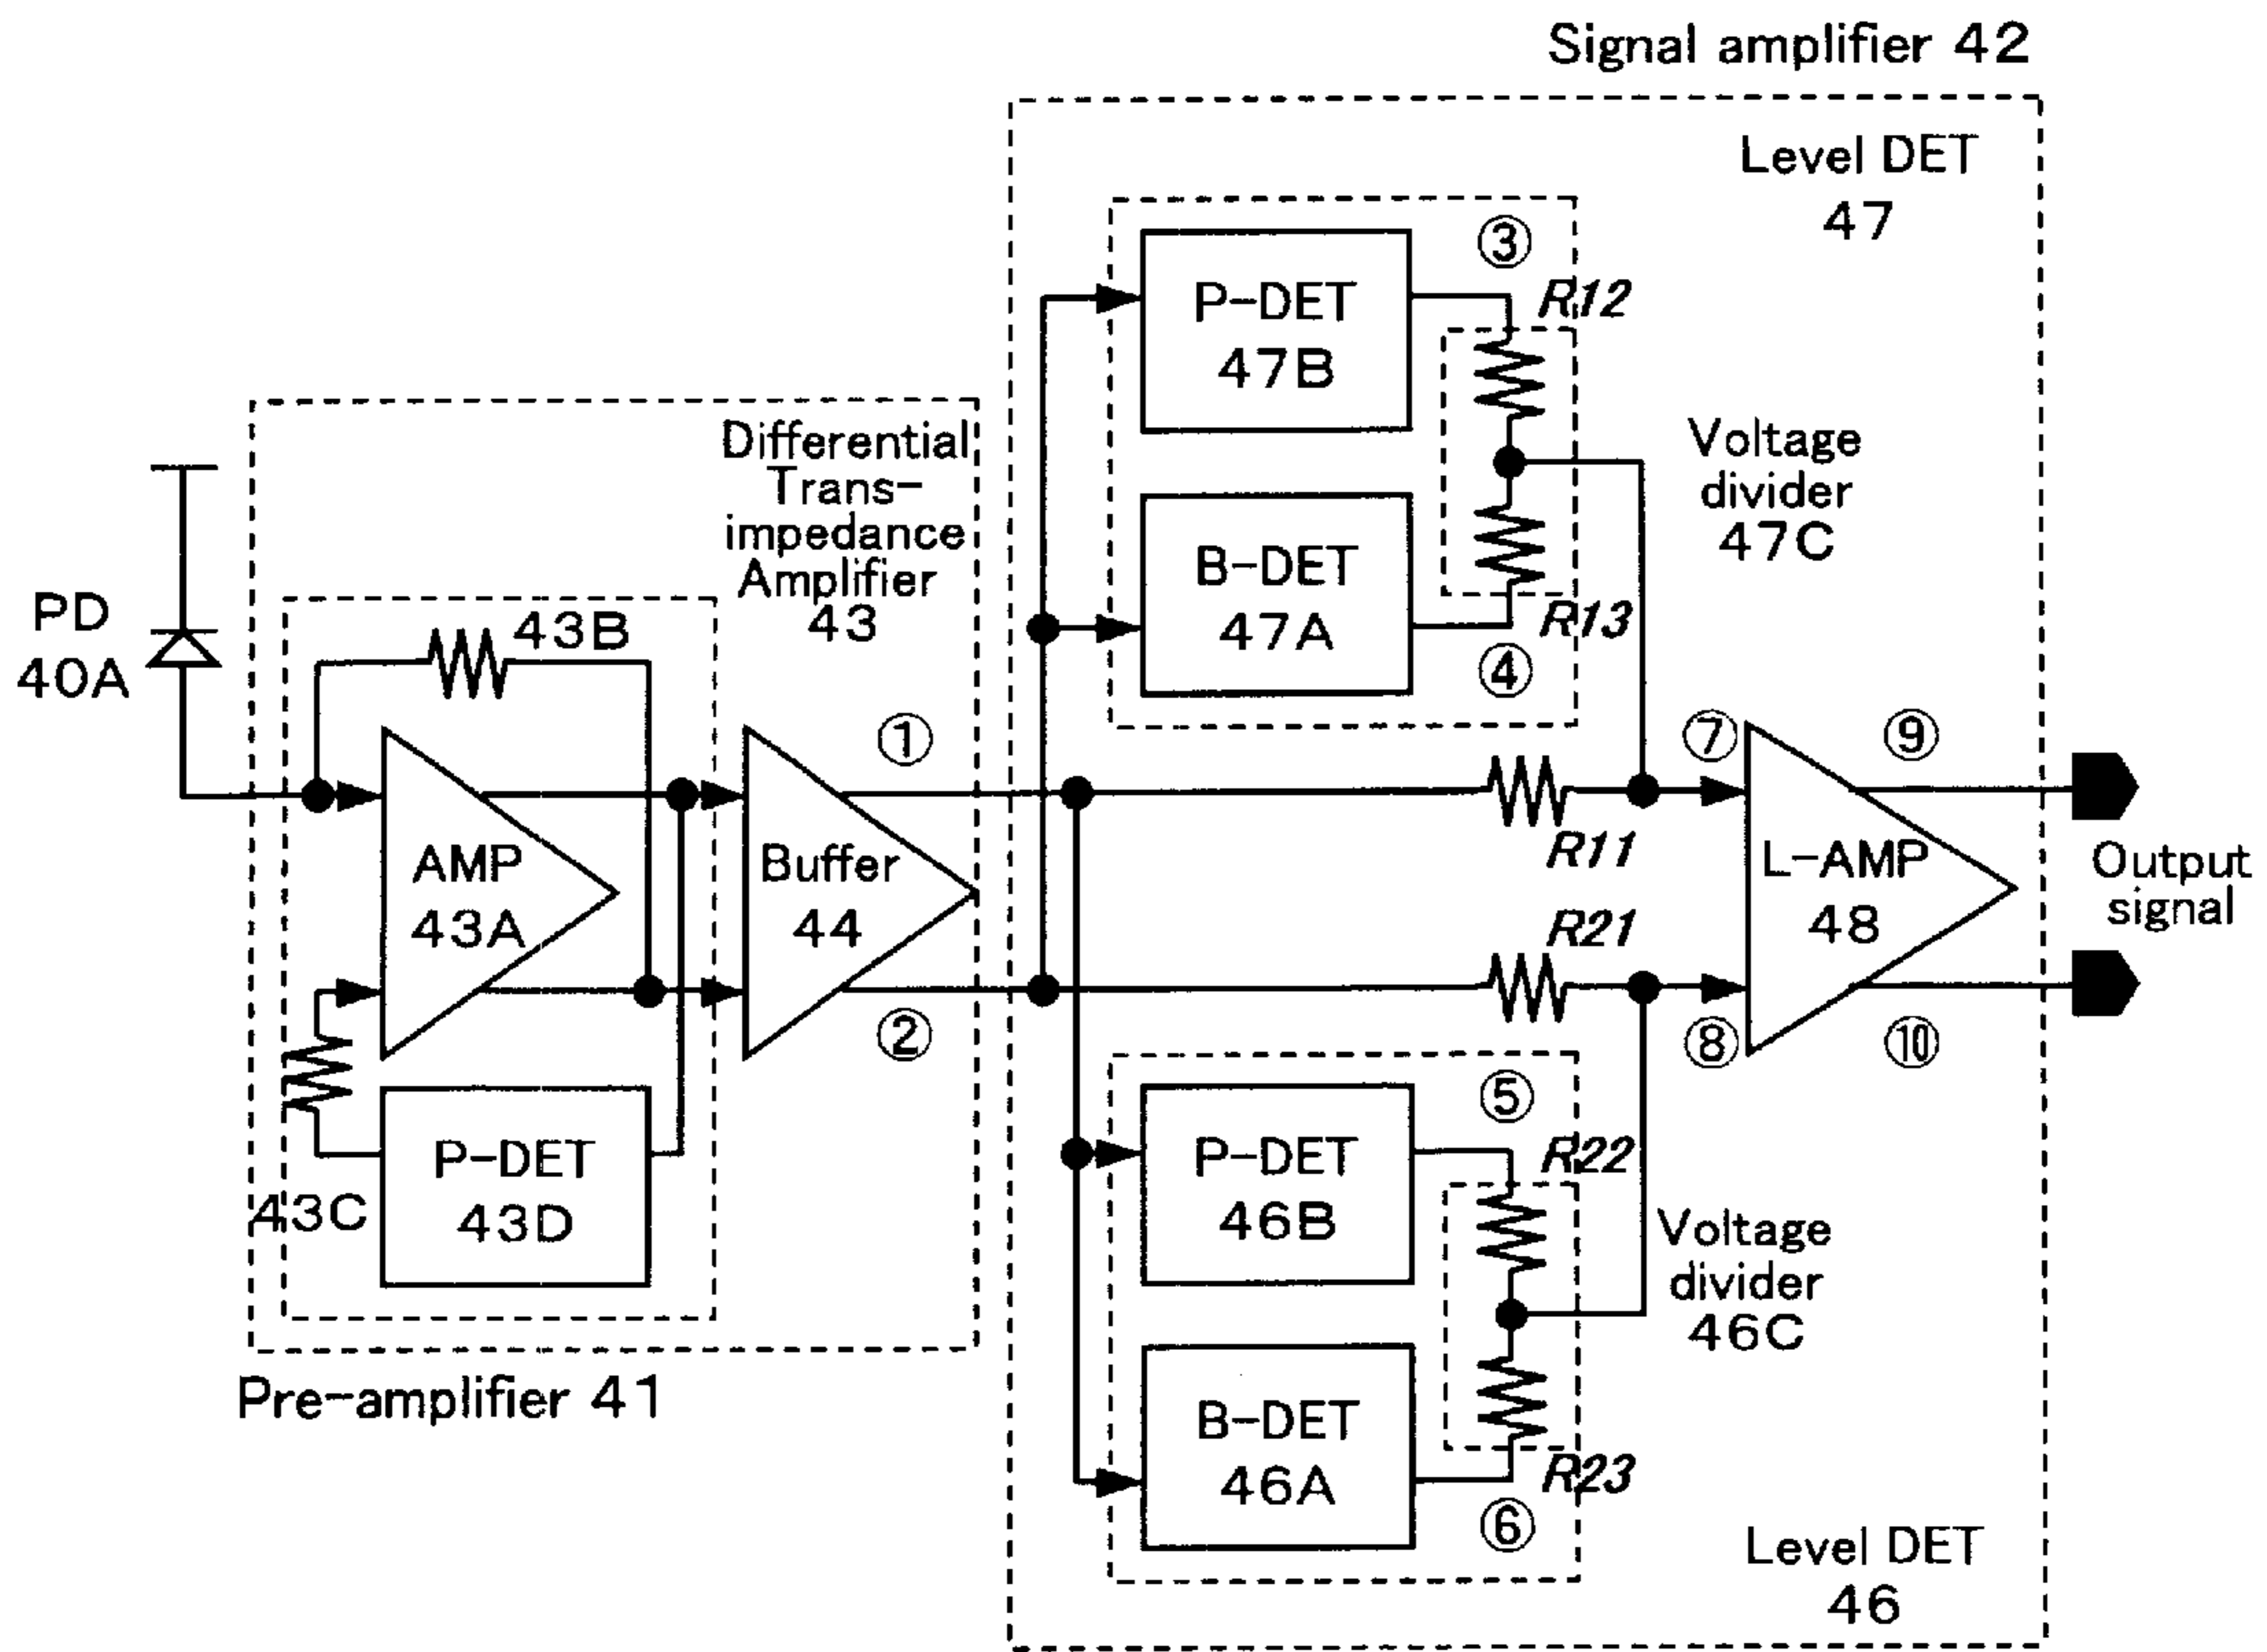 Signal amplifier 42
Level DET
47
③
P-DET
47B
R12
Differential
Trans-
impedance
Amplifier
43
Voltage
divider
47C
B-DET
47A
R13
④
PD
40A
43B
①
⑦
⑨
AMP
43A
Buffer
44
R11
L-AMP
48
Output
signal
R21
②
⑧
⑩
⑤
P-DET
43D
43C
P-DET
46B
R22
Voltage
divider
46C
Pre-amplifier 41
B-DET
46A
R23
⑥
Level DET
46